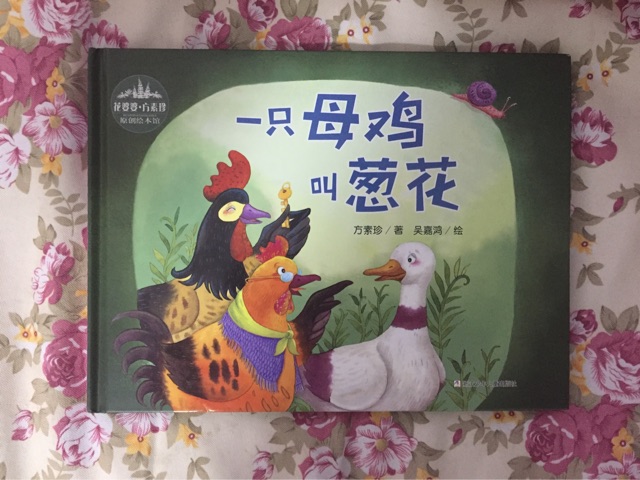 花婆婆·方素珍
原创绘本馆
一只母鸡
叫葱花
方素珍/著 吴嘉鸿/绘